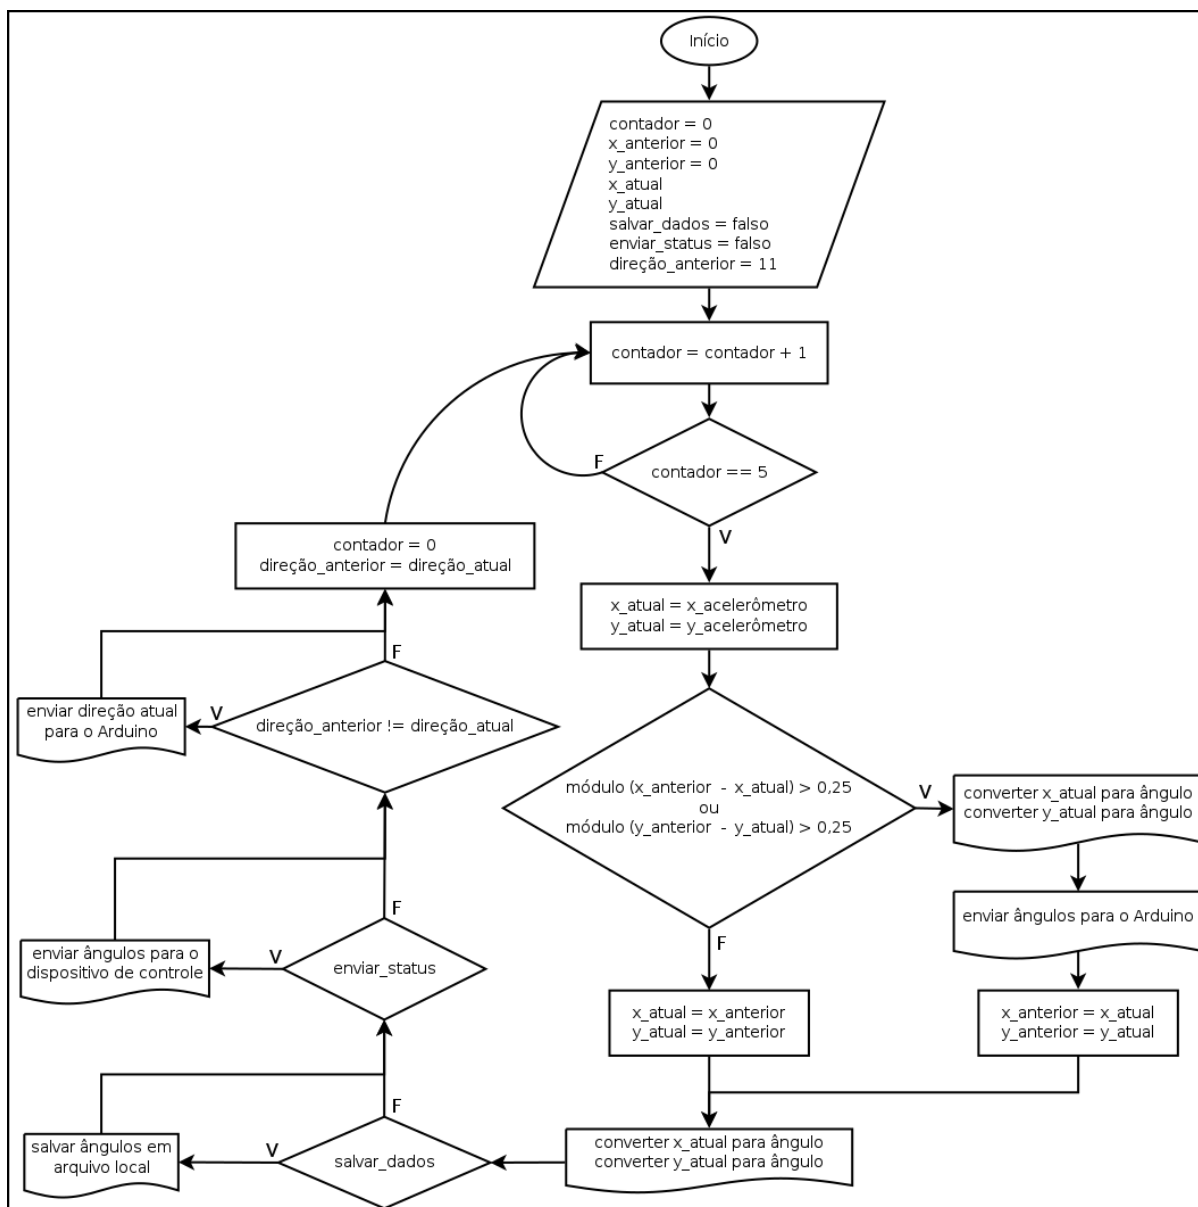 Início
contador = 0
x_anterior = 0
y_anterior = 0
x_atual
y_atual
salvar_dados = falso
enviar_status = falso
direção_anterior = 11
contador = contador + 1
contador == 5
F
V
x_atual = x_acelerômetro
y_atual = y_acelerômetro
módulo (x_anterior - x_atual) > 0,25
ou
módulo (y_anterior - y_atual) > 0,25
V
converter x_atual para ângulo
converter y_atual para ângulo
enviar ângulos para o Arduino
x_anterior = x_atual
y_anterior = y_atual
F
x_atual = x_anterior
y_atual = y_anterior
converter x_atual para ângulo
converter y_atual para ângulo
salvar_dados
V
salvar ângulos em
arquivo local
F
enviar_status
V
enviar ângulos para o
dispositivo de controle
F
direção_anterior != direção_atual
V
enviar direção atual
para o Arduino
F
contador = 0
direção_anterior = direção_atual